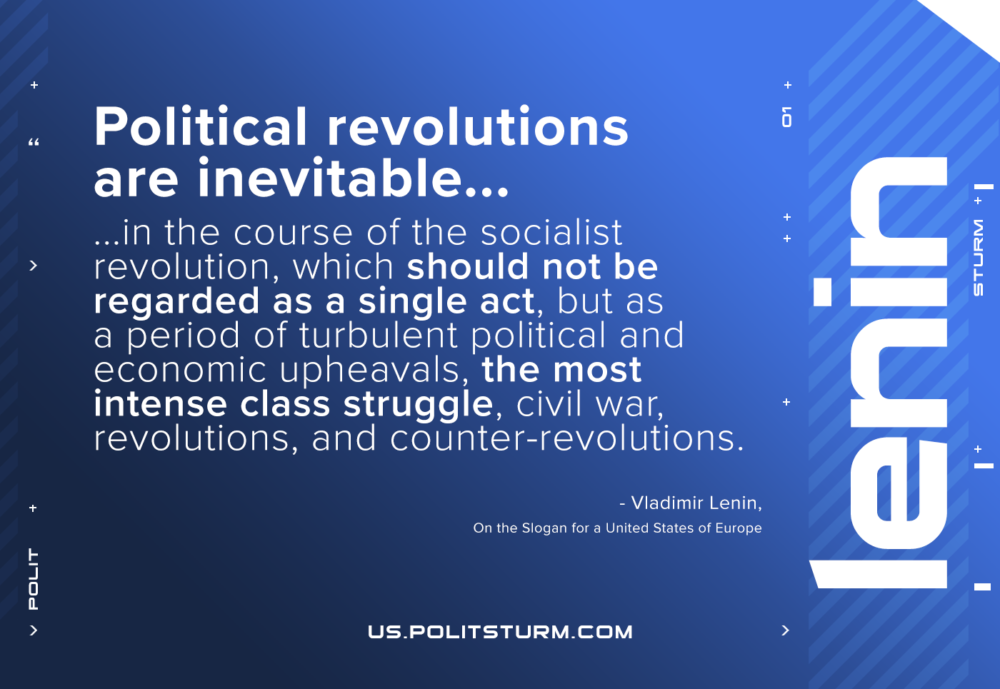 “
Political revolutions
are inevitable...
...in the course of the socialist
revolution, which should not be
regarded as a single act, but as
a period of turbulent political and
economic upheavals, the most
intense class struggle, civil war,
revolutions, and counter-revolutions.
- Vladimir Lenin,
On the Slogan for a United States of Europe
POLIT
US.POLITSTURM.COM
01
lenin
STURM